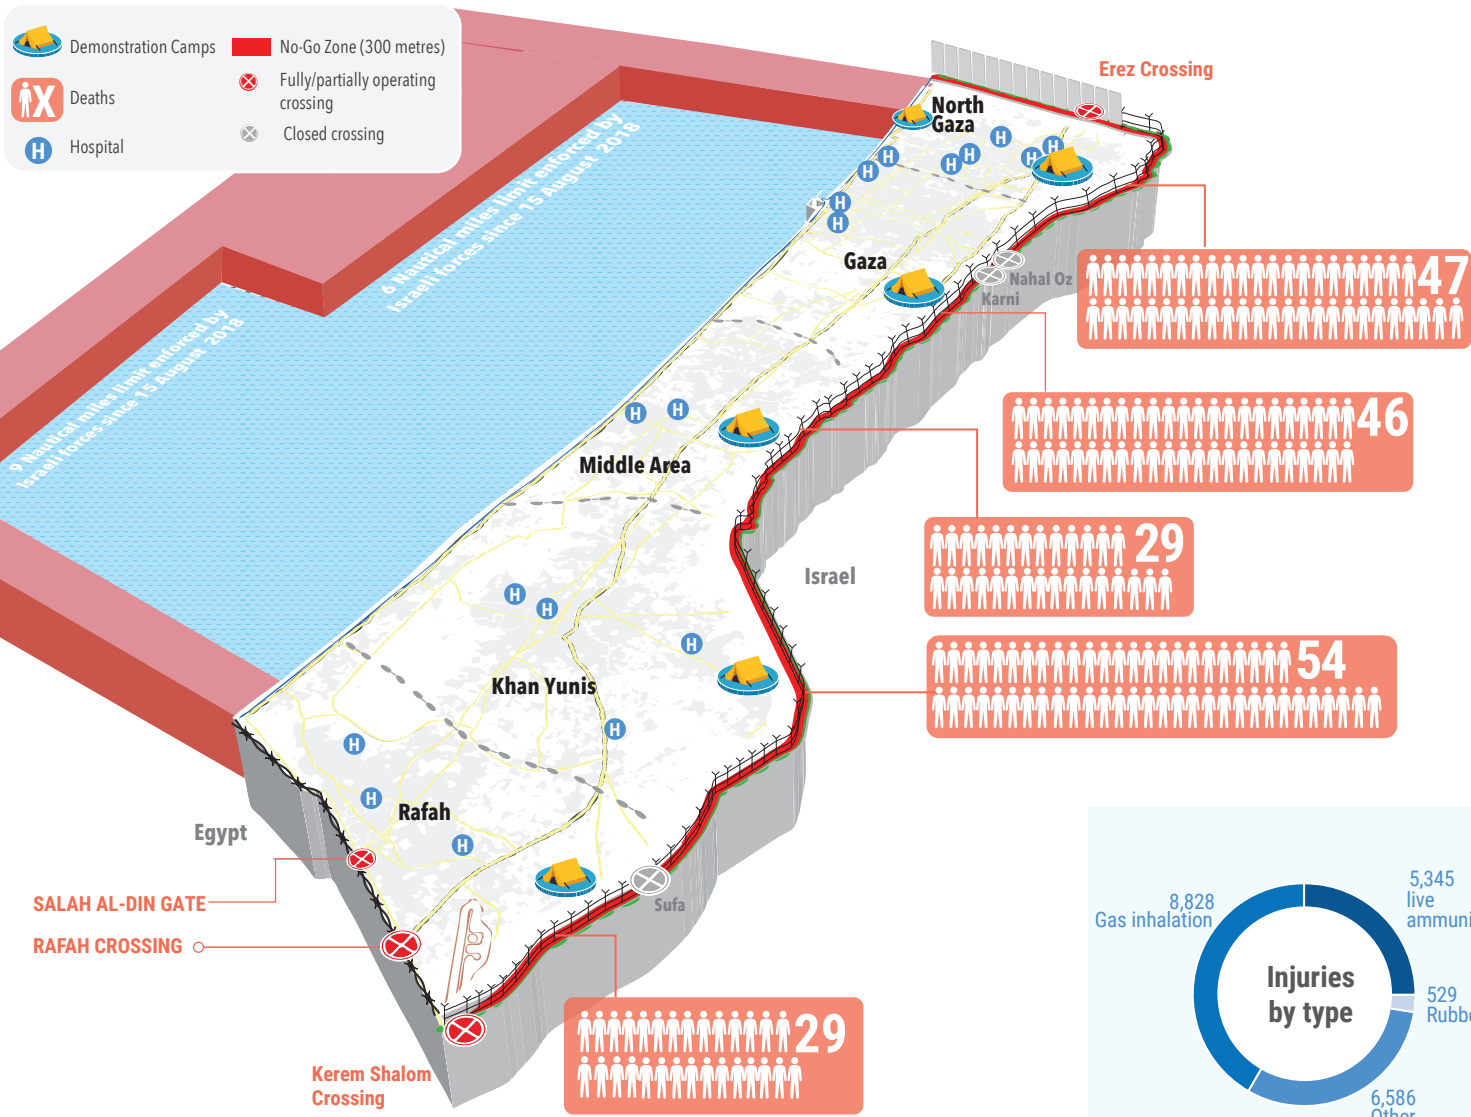 Demonstration Camps
No-Go Zone (300 metres)
Deaths
Fully/partially operating
crossing
H
Hospital
Closed crossing
Erez Crossing
North
Gaza
6 Nautical miles limit enforced by
Israeli forces since 15 August 2018
9 Nautical miles limit enforced by
Israeli forces since 15 August 2018
H
H
H
H
H
H
H
H
H
47
Gaza
Nahal Oz
Karni
46
H
H
Middle Area
29
Israel
H
H
H
54
Khan Yunis
H
H
H
Rafah
H
Egypt
SALAH AL-DIN GATE
Sufa
RAFAH CROSSING
29
Kerem Shalom
Crossing
8,828
Gas inhalation
5,345
live
ammuni
Injuries
by type
529
Rubbe
6,586
Other